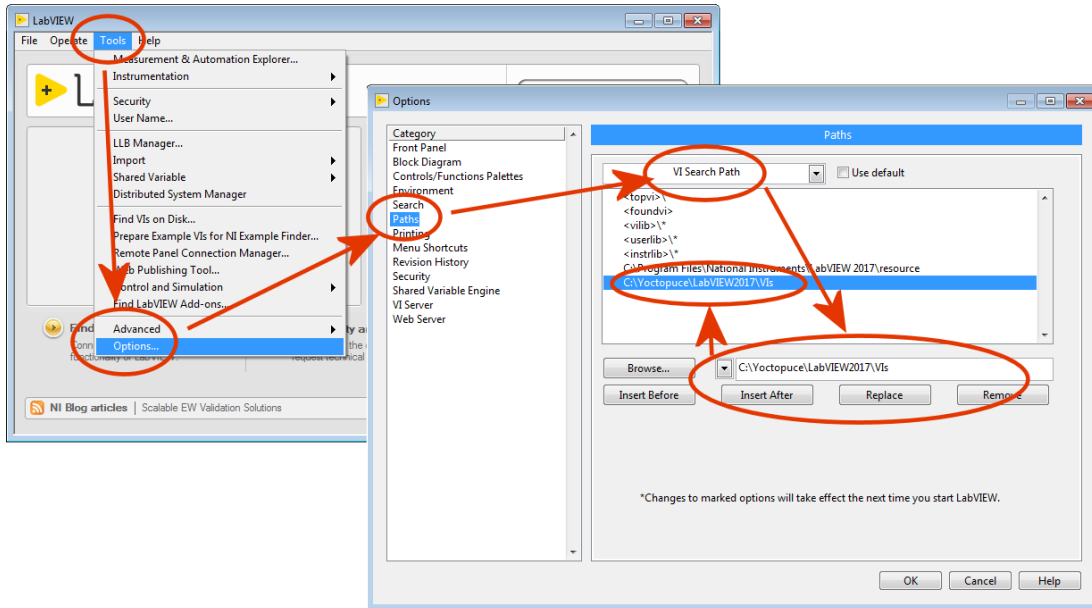 LabVIEW
File Operate Tools Help
Measurement & Automation Explorer...
Instrumentation
Security
User Name...
LLB Manager...
Import
Shared Variable
Distributed System Manager
Find VIs on Disk...
Prepare Example VIs for NI Example Finder...
Remote Panel Connection Manager...
Web Publishing Tool...
Control and Simulation
Find LabVIEW Add-ons...
Advanced
Options...
Find
functionality of LabVIEW.
request technical
NI Blog articles | Scalable EW Validation Solutions
Options
Category
Front Panel
Block Diagram
Controls/Functions Palettes
Environment
Search
Paths
Printing
Menu Shortcuts
Revision History
Security
Shared Variable Engine
VI Server
Web Server
Paths
VI Search Path
Use default
<topvi>\*
<foundvi>
<vilib>\*
<userlib>\*
<instrlib>\*
C:\Program Files\National Instruments\LabVIEW 2017\resource
C:\Yoctopuce\LabVIEW2017\VIs
Browse... C:\Yoctopuce\LabVIEW2017\VIs
Insert Before Insert After Replace Remove
*Changes to marked options will take effect the next time you start LabVIEW.
OK Cancel Help